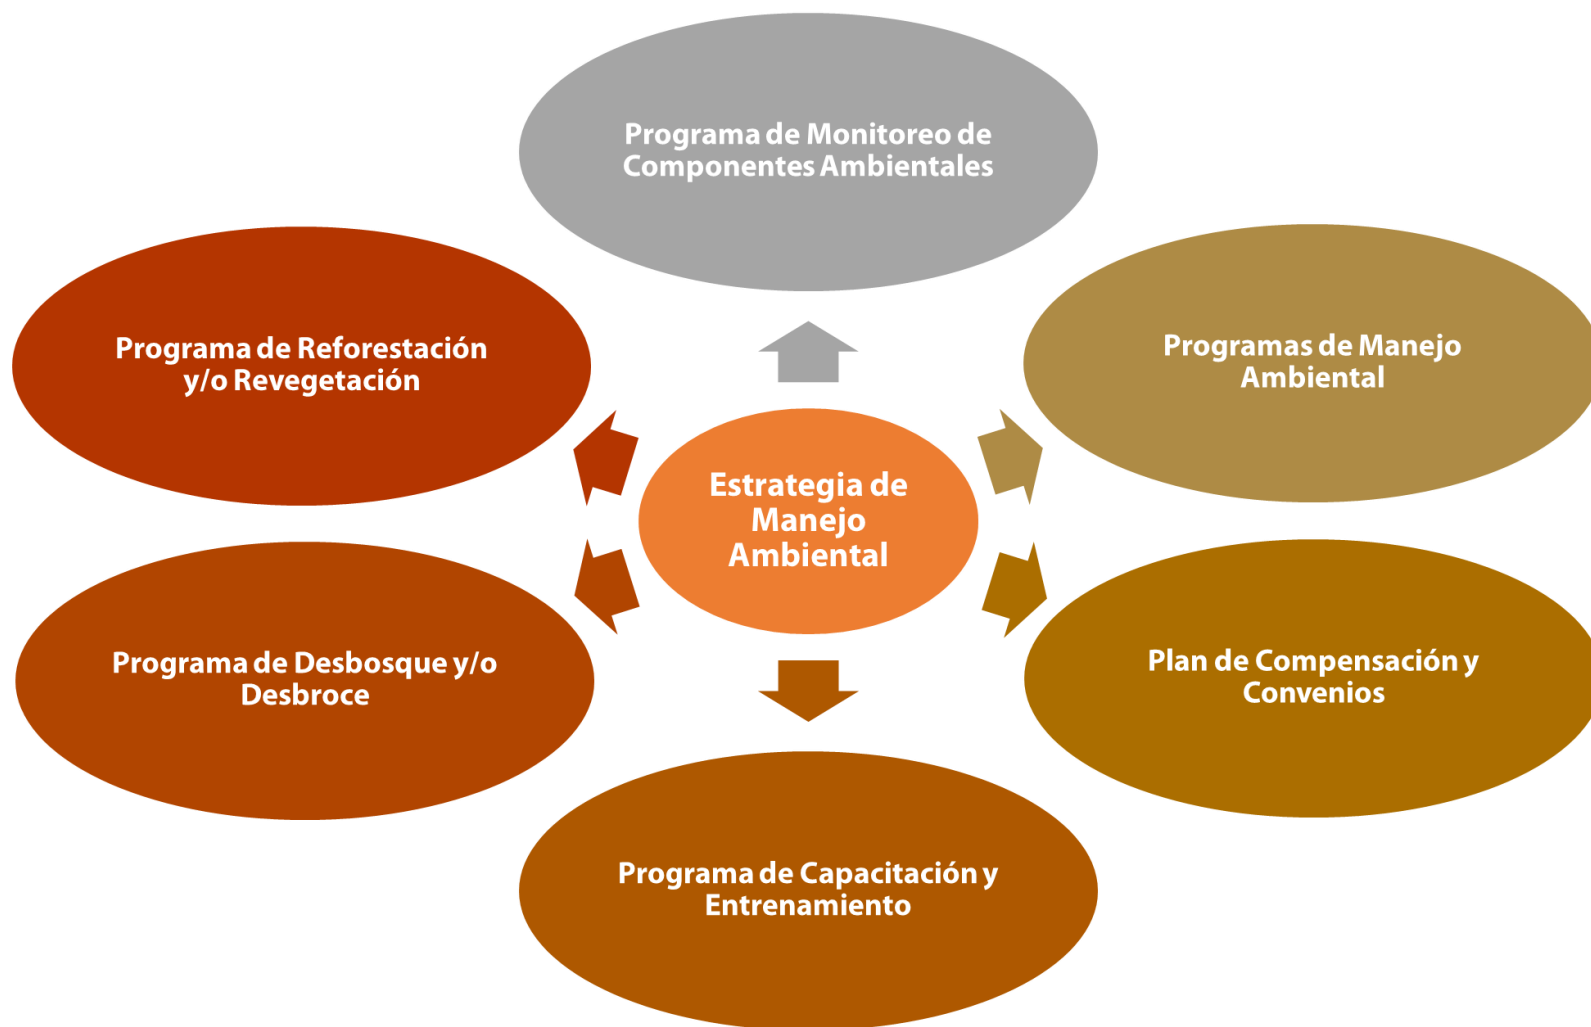 Programa de Monitoreo de
Componentes Ambientales
Programa de Reforestación
y/o Revegetación
Programas de Manejo
Ambiental
Estrategia de
Manejo
Ambiental
Programa de Desbosque y/o
Desbroce
Plan de Compensación y
Convenios
Programa de Capacitación y
Entrenamiento